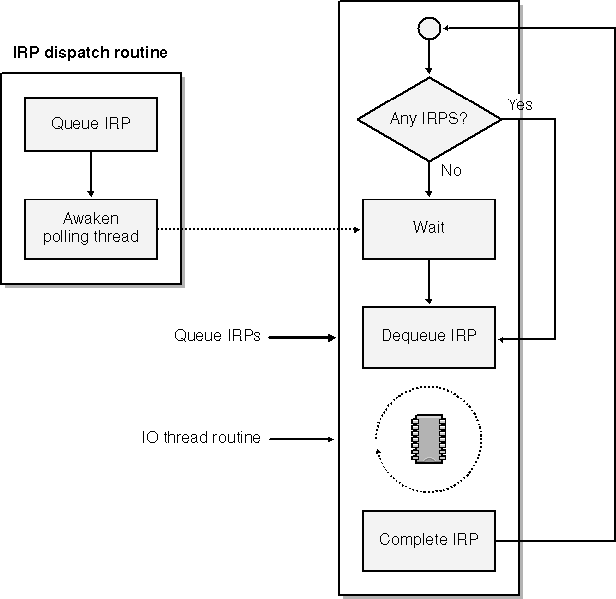 IRP dispatch routine
Queue IRP
Awaken
polling thread
Any IRPS?
Yes
No
Wait
Queue IRPs
Dequeue IRP
IO thread routine
Complete IRP